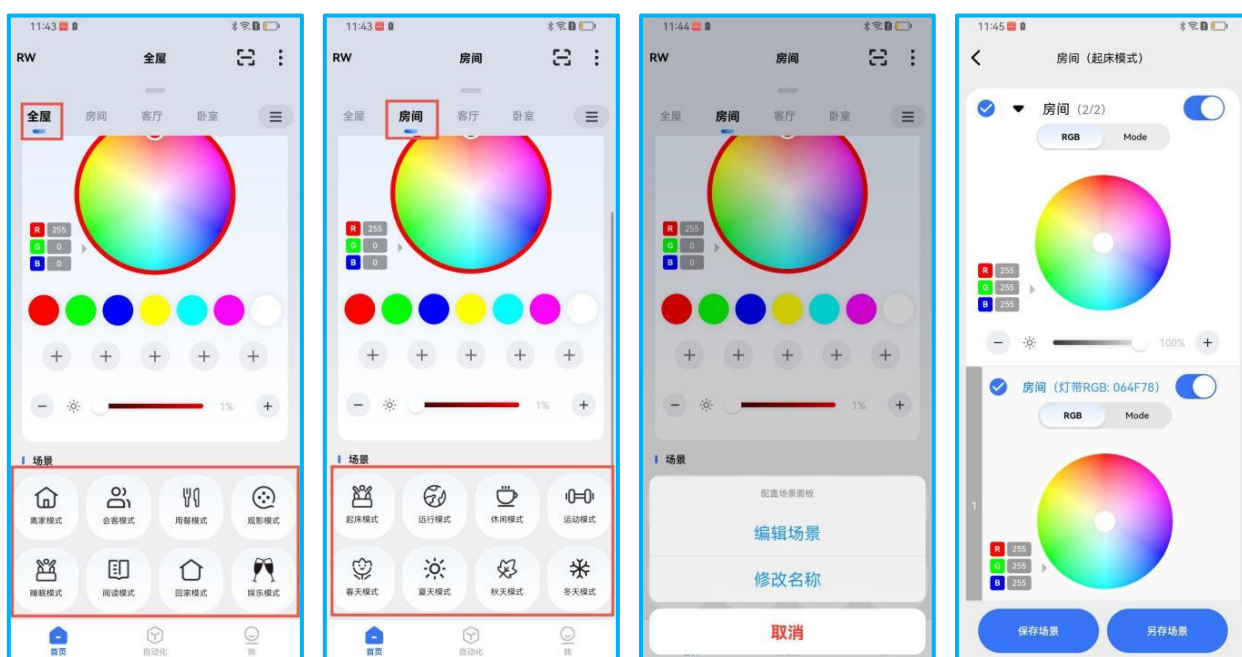 11:43
RW 全屋
全屋 房间 客厅 卧室
R 255
G 0
B 0
1%
场景
离家模式 会客模式 用餐模式 观影模式
睡眠模式 阅读模式 回家模式 娱乐模式
首页 自动化 我
11:43
RW 房间
全屋 房间 客厅 卧室
R 255
G 0
B 0
1%
场景
起床模式 远行模式 休闲模式 运动模式
春天模式 夏天模式 秋天模式 冬天模式
首页 自动化 我
11:44
RW 房间
全屋 房间 客厅 卧室
R 255
G 0
B 0
1%
场景
配置场景面板
编辑场景
修改名称
取消
11:45
房间（起床模式）
房间 (2/2)
RGB Mode
R 255
G 255
B 255
100%
房间（灯带RGB: 064F78)
RGB Mode
1
R 255
G 255
B 255
保存场景 另存场景